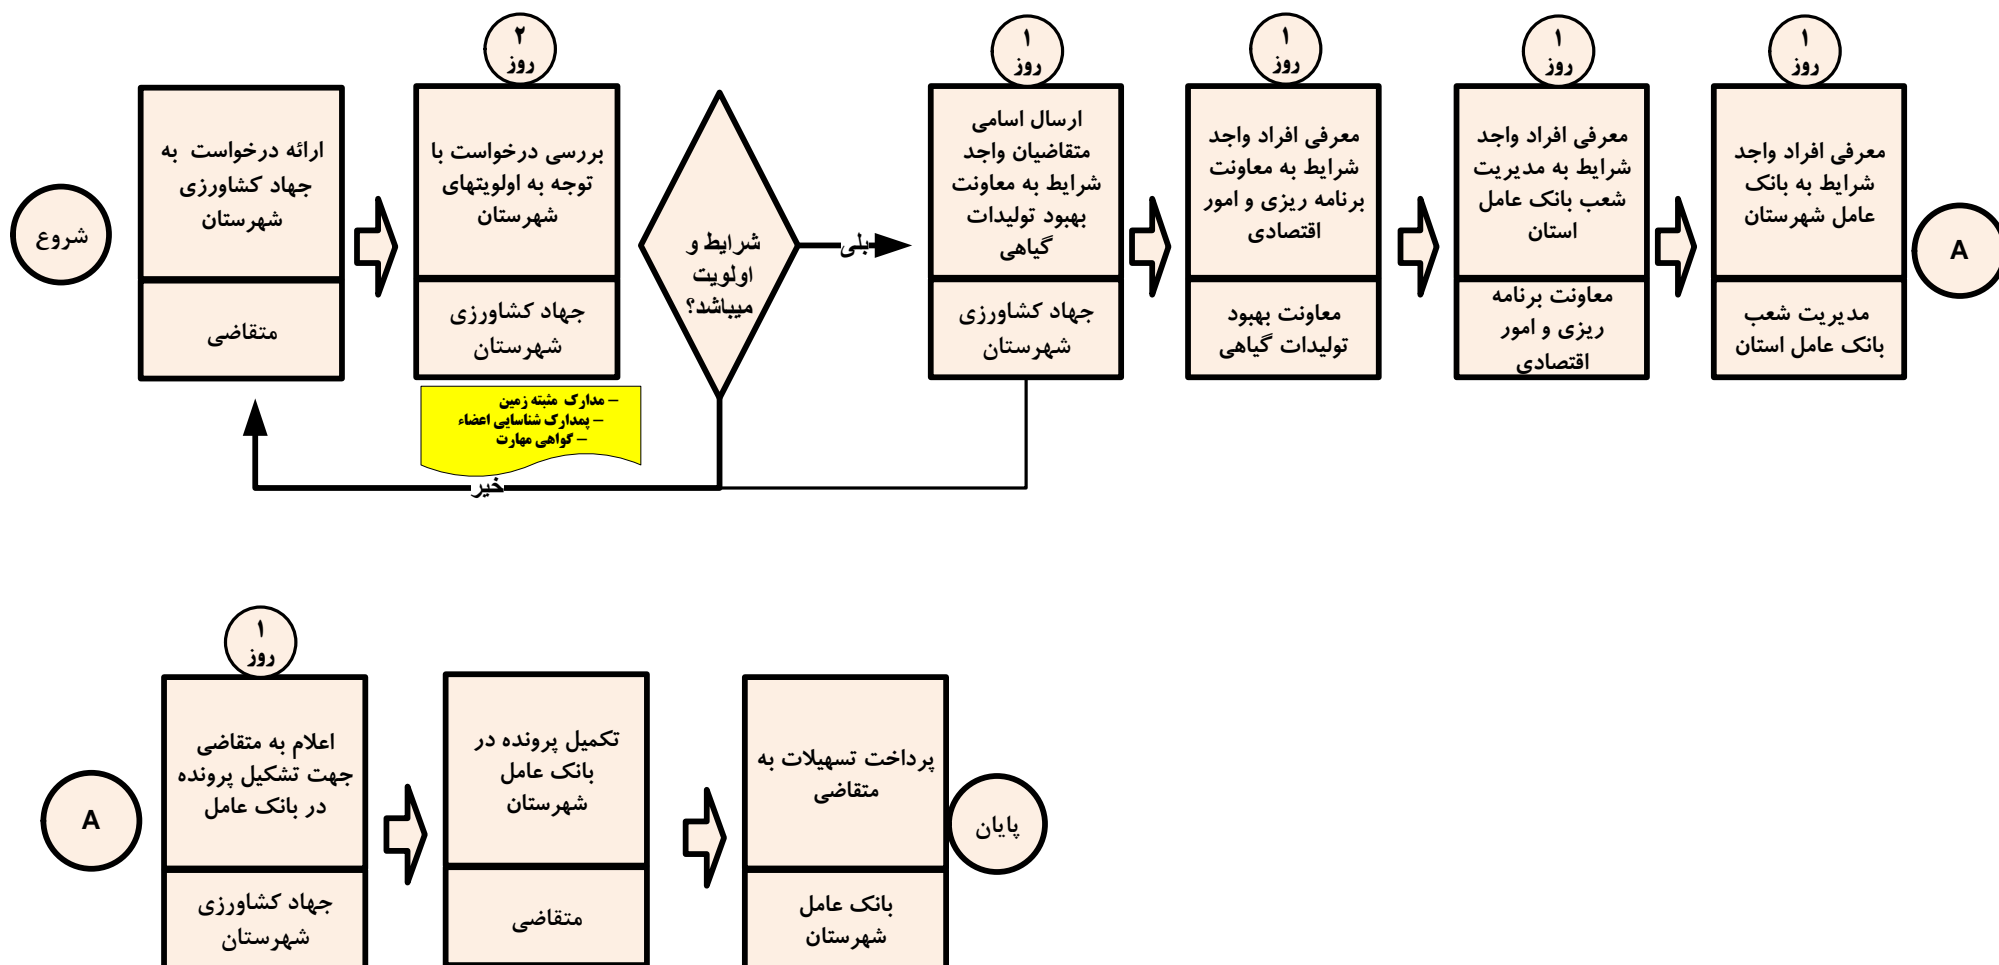 شروع
ارائه درخواست به
جهاد کشاورزی
شهرستان
متقاضی
۲
روز
بررسی درخواست با
توجه به اولویتهای
شهرستان
جهاد کشاورزی
شهرستان
– مدارک مثبته زمین
– پمدارک شناسایی اعضاء
– گواهی مهارت
شرایط و
اولویت
میباشد؟
بلی
خیر
۱
روز
ارسال اسامی
متقاضیان واجد
شرایط به معاونت
بهبود تولیدات
گیاهی
جهاد کشاورزی
شهرستان
۱
روز
معرفی افراد واجد
شرایط به معاونت
برنامه ریزی و امور
اقتصادی
معاونت بهبود
تولیدات گیاهی
۱
روز
معرفی افراد واجد
شرایط به مدیریت
شعب بانک عامل
استان
معاونت برنامه
ریزی و امور
اقتصادی
۱
روز
معرفی افراد واجد
شرایط به بانک
عامل شهرستان
مدیریت شعب
بانک عامل استان
A
A
۱
روز
اعلام به متقاضی
جهت تشکیل پرونده
در بانک عامل
جهاد کشاورزی
شهرستان
تکمیل پرونده در
بانک عامل
شهرستان
متقاضی
پرداخت تسهیلات به
متقاضی
بانک عامل
شهرستان
پایان